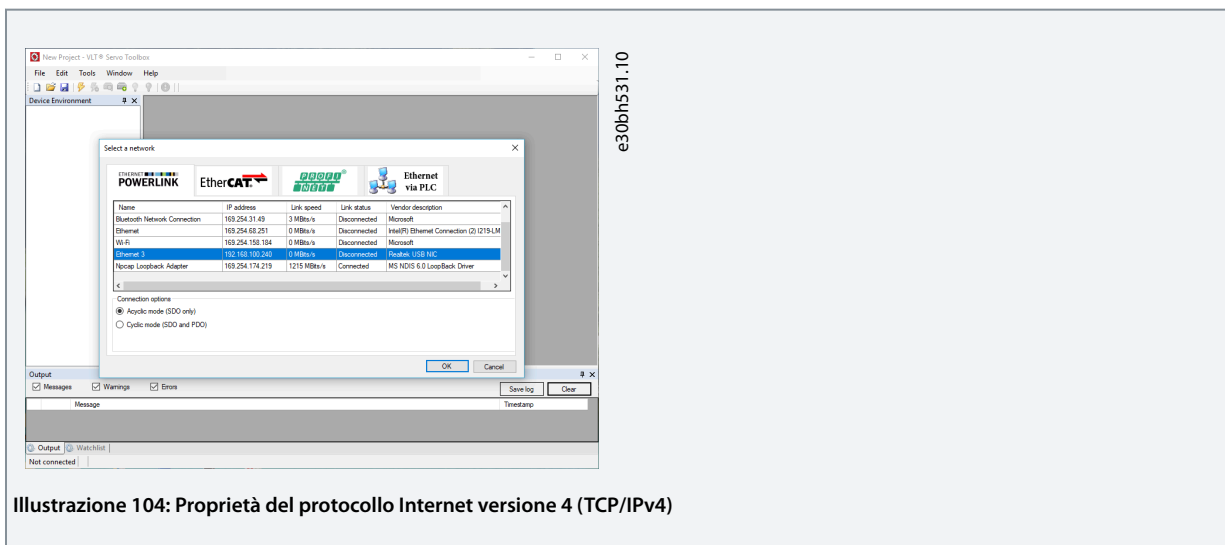 New Project - VLT® Servo Toolbox
File Edit Tools Window Help
Device Environment
Select a network
ETHERNET
POWERLINK
EtherCAT.
PROFI
NET
Ethernet
via PLC
Name IP address Link speed Link status Vendor description
Bluetooth Network Connection 169.254.31.49 3 MBits/s Disconnected Microsoft
Ethernet 169.254.68.251 0 MBits/s Disconnected Intel(R) Ethernet Connection (2) I219-LM
Wi-Fi 169.254.158.184 0 MBits/s Disconnected Microsoft
Ethernet 3 192.168.100.240 0 MBits/s Disconnected Realtek USB NIC
Npcap Loopback Adapter 169.254.174.219 1215 MBits/s Connected MS NDIS 6.0 LoopBack Driver
Connection options
Acyclic mode (SDO only)
Cyclic mode (SDO and PDO)
OK Cancel
Output
Messages Warnings Errors Save log Clear
Message Timestamp
Output Watchlist
Not connected
e30bh531.10
Illustrazione 104: Proprietà del protocollo Internet versione 4 (TCP/IPv4)